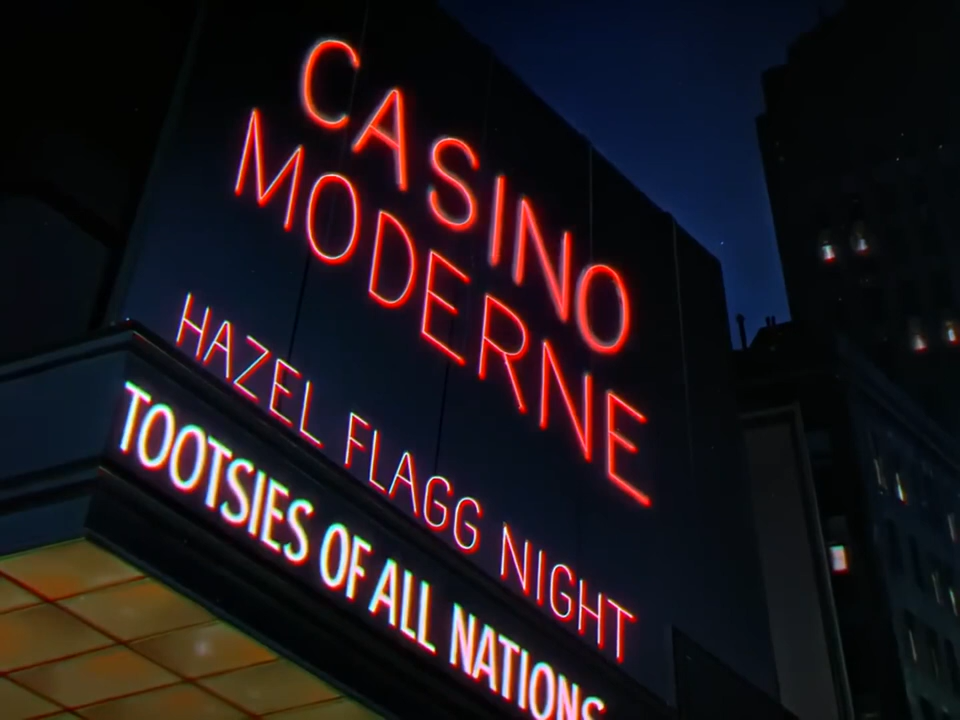 CASINO
MODERNE
HAZEL FLAGG NIGHT
TOOTSIES OF ALL NATIONS